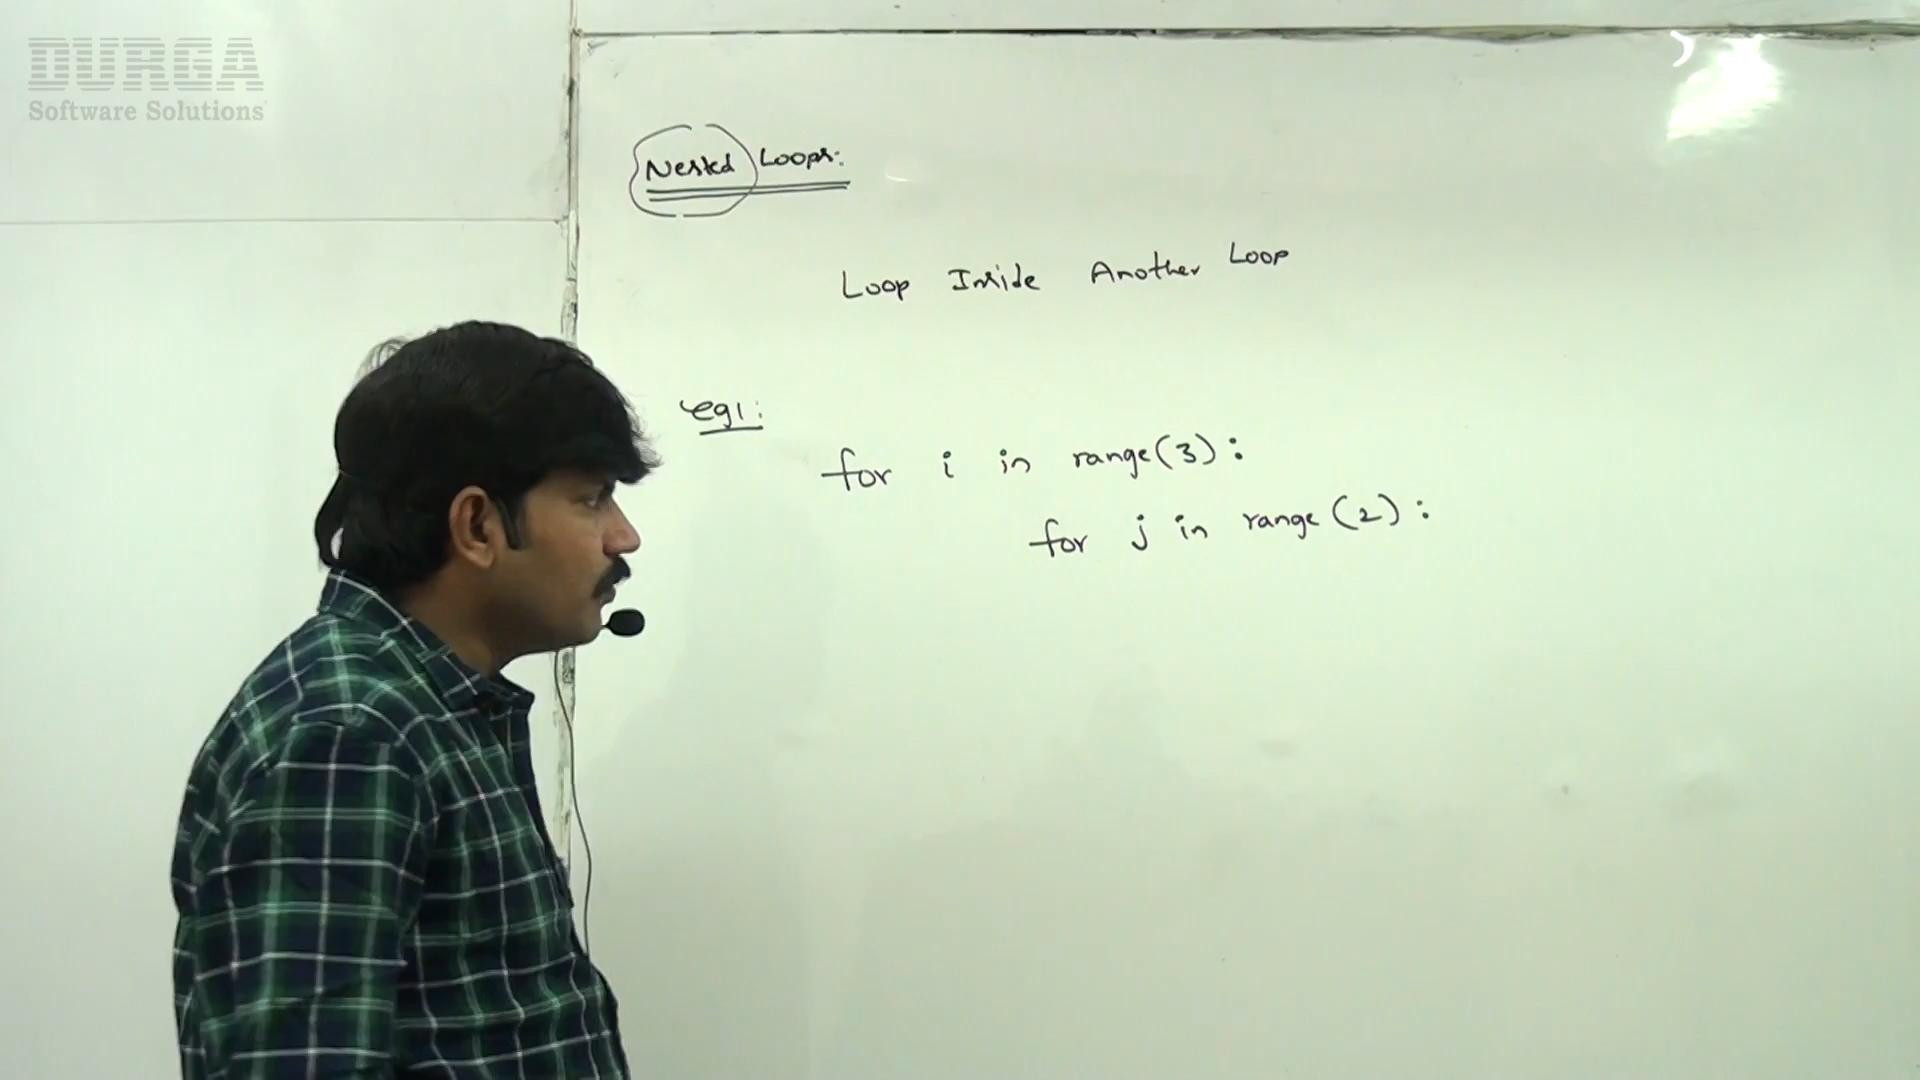 DURGA
Software Solutions
Nested Loops:
Loop Inside Another Loop
eg1:
for i in range(3):
for j in range(2):